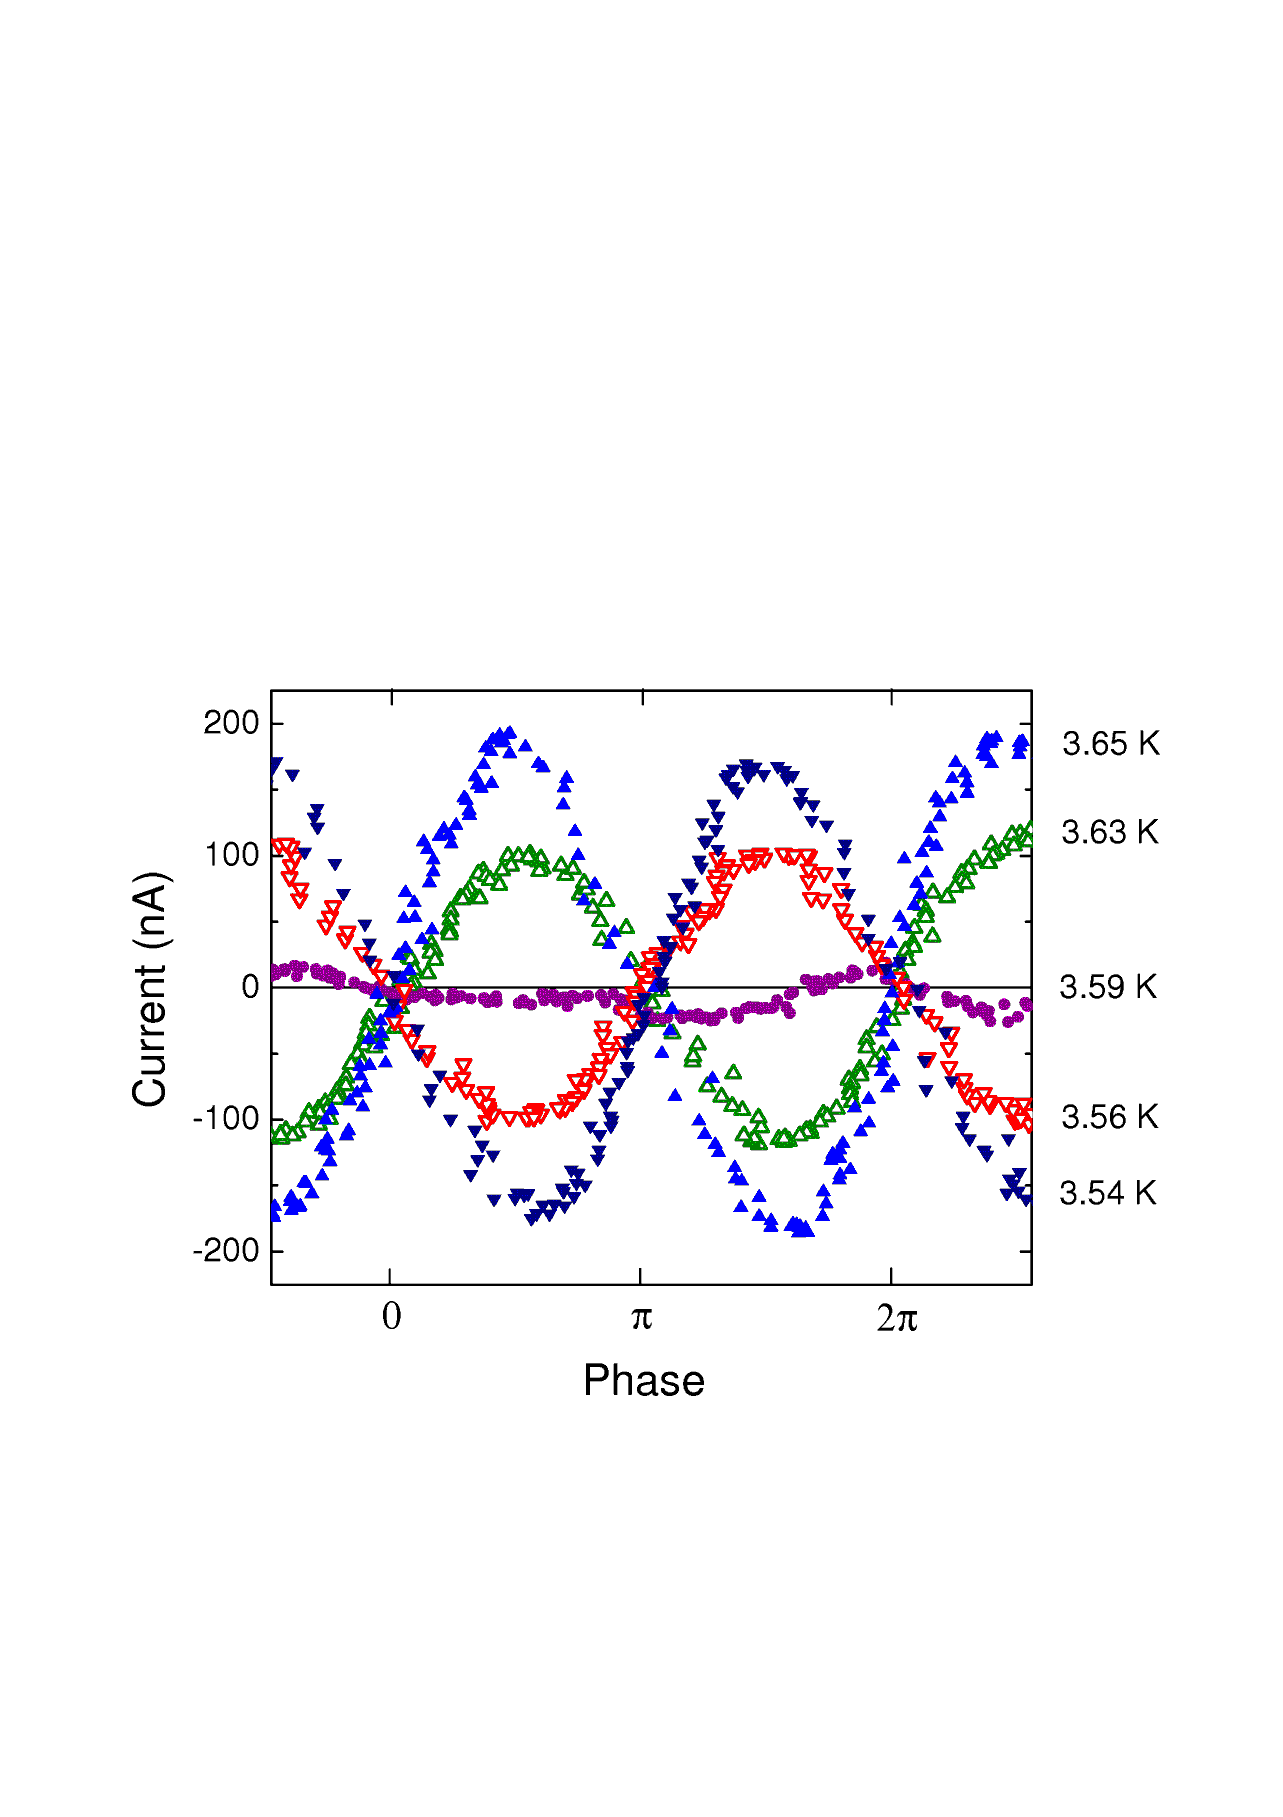 200
100
0
-100
-200
Current (nA)
0
π
2π
Phase
3.65 K
3.63 K
3.59 K
3.56 K
3.54 K